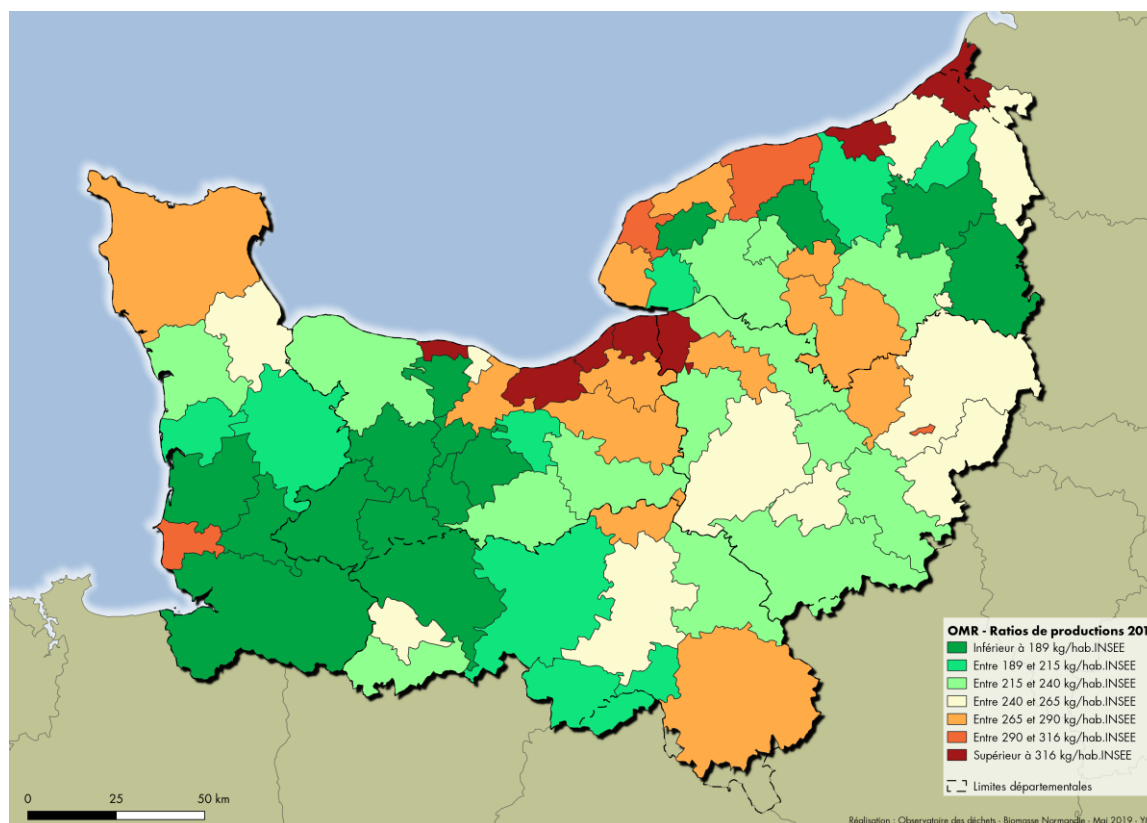 OMR - Ratios de productions 201
Inférieur à 189 kg/hab.INSEE
Entre 189 et 215 kg/hab.INSEE
Entre 215 et 240 kg/hab.INSEE
Entre 240 et 265 kg/hab.INSEE
Entre 265 et 290 kg/hab.INSEE
Entre 290 et 316 kg/hab.INSEE
Supérieur à 316 kg/hab.INSEE
Limites départementales
0 25 50 km
Réalisation : Observatoire des déchets - Biomasse Normandie - Mai 2019 - Y